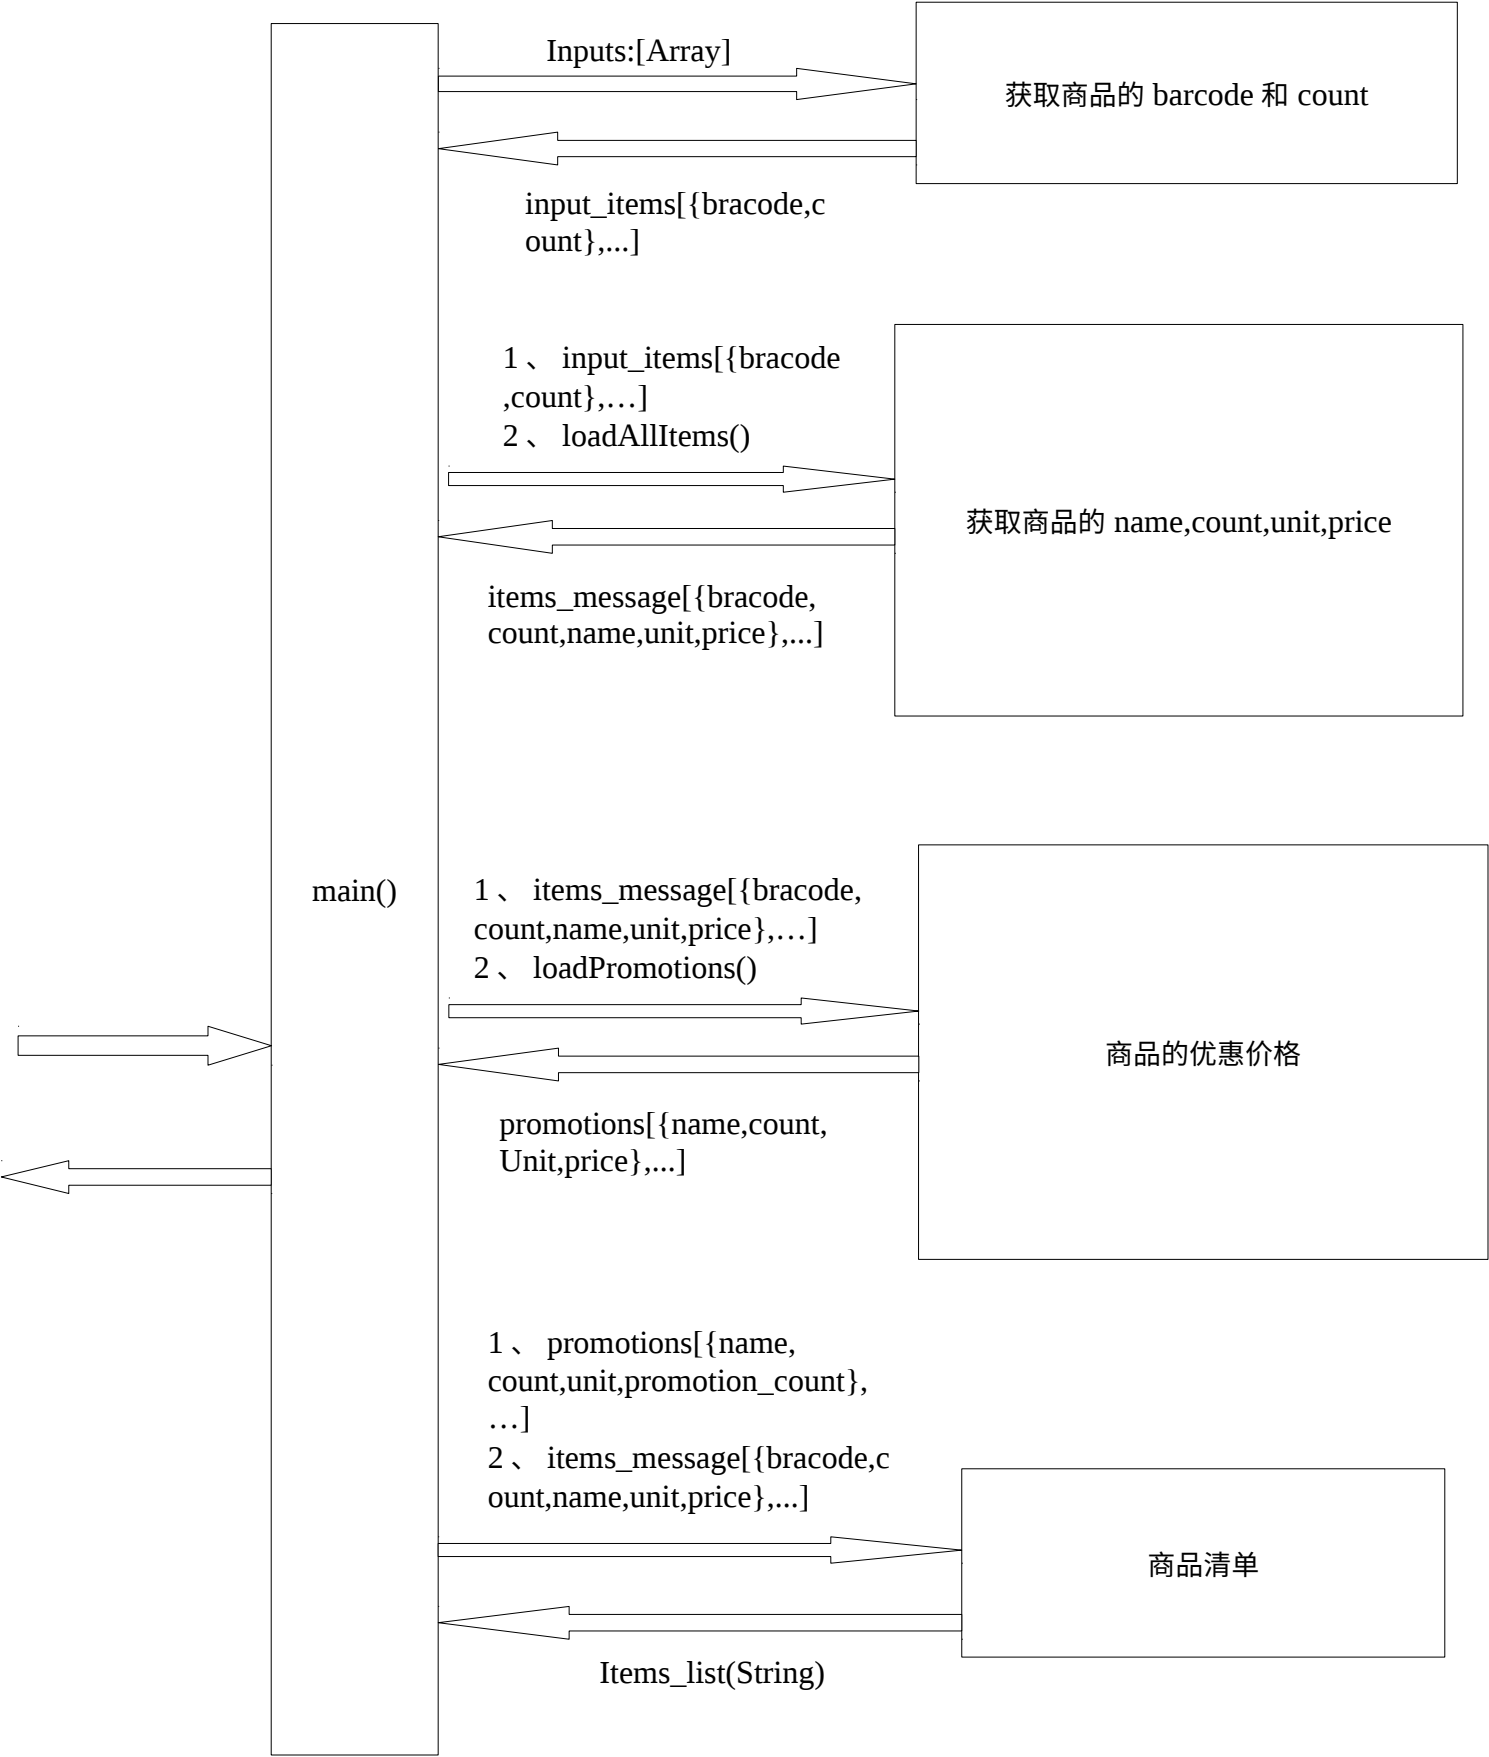 Inputs:[Array]
获取商品的 barcode 和 count
input_items[{bracode,c
ount},...]
1 、 input_items[{bracode
,count},…]
2 、 loadAllItems()
获取商品的 name,count,unit,price
items_message[{bracode,
count,name,unit,price},...]
main()
1 、 items_message[{bracode,
count,name,unit,price},…]
2 、 loadPromotions()
商品的优惠价格
promotions[{name,count,
Unit,price},...]
1 、 promotions[{name,
count,unit,promotion_count},
…]
2 、 items_message[{bracode,c
ount,name,unit,price},...]
商品清单
Items_list(String)